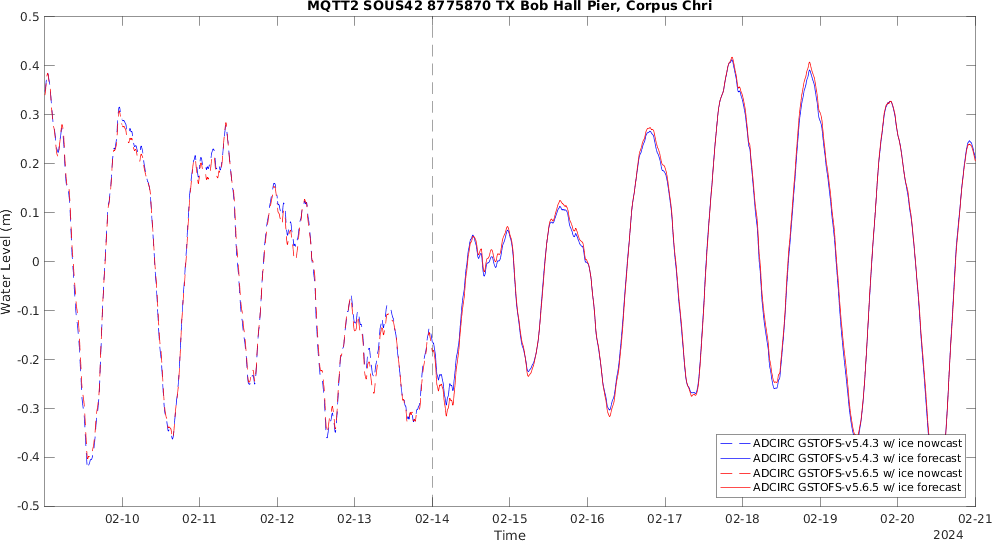 MQTT2 SOUS42 8775870 TX Bob Hall Pier, Corpus Chri
0.5
0.4
0.3
0.2
0.1
0
-0.1
-0.2
-0.3
-0.4
-0.5
Water Level (m)
ADCIRC GSTOFS-v5.4.3 w/ ice nowcast
ADCIRC GSTOFS-v5.4.3 w/ ice forecast
ADCIRC GSTOFS-v5.6.5 w/ ice nowcast
ADCIRC GSTOFS-v5.6.5 w/ ice forecast
02-10 02-11 02-12 02-13 02-14 02-15 02-16 02-17 02-18 02-19 02-20 02-21
Time
2024